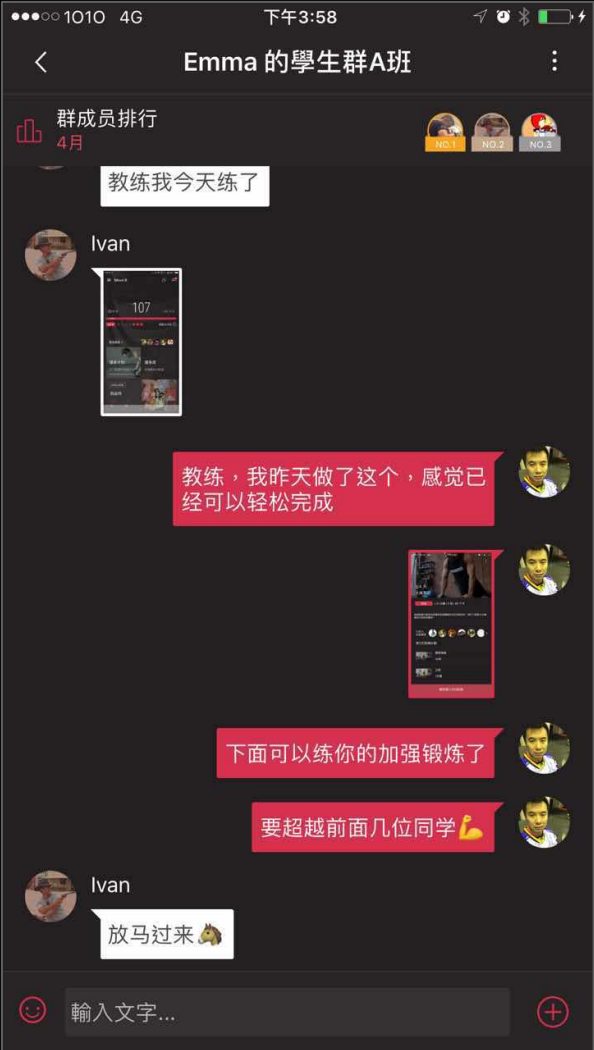 1O1O 4G 下午3:58
Emma 的學生群A班
群成员排行
4月
NO.1 NO.2 NO.3
教练我今天练了
Ivan
107
教练，我昨天做了这个，感觉已
经可以轻松完成
下面可以练你的加强锻炼了
要超越前面几位同学💪
Ivan
放马过来🐴
輸入文字...